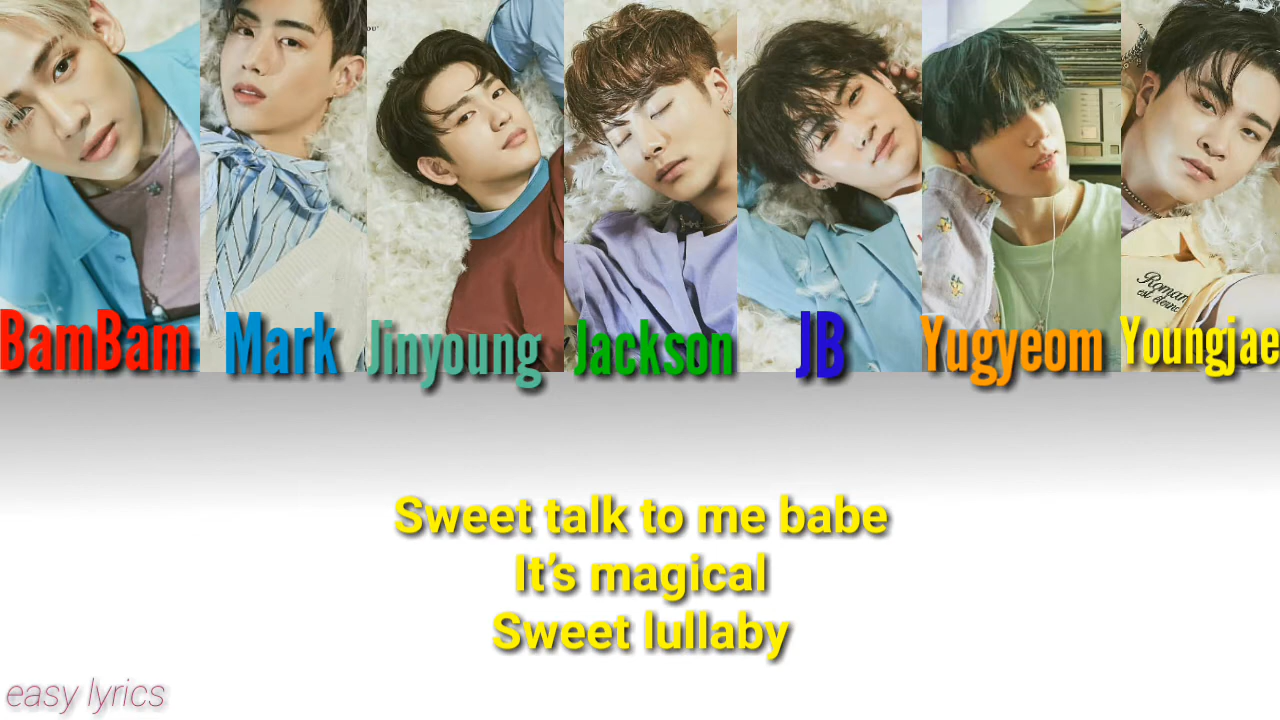 BamBam Mark Jinyoung Jackson JB Yugyeom Youngjae
Sweet talk to me babe
It's magical
Sweet lullaby
easy lyrics